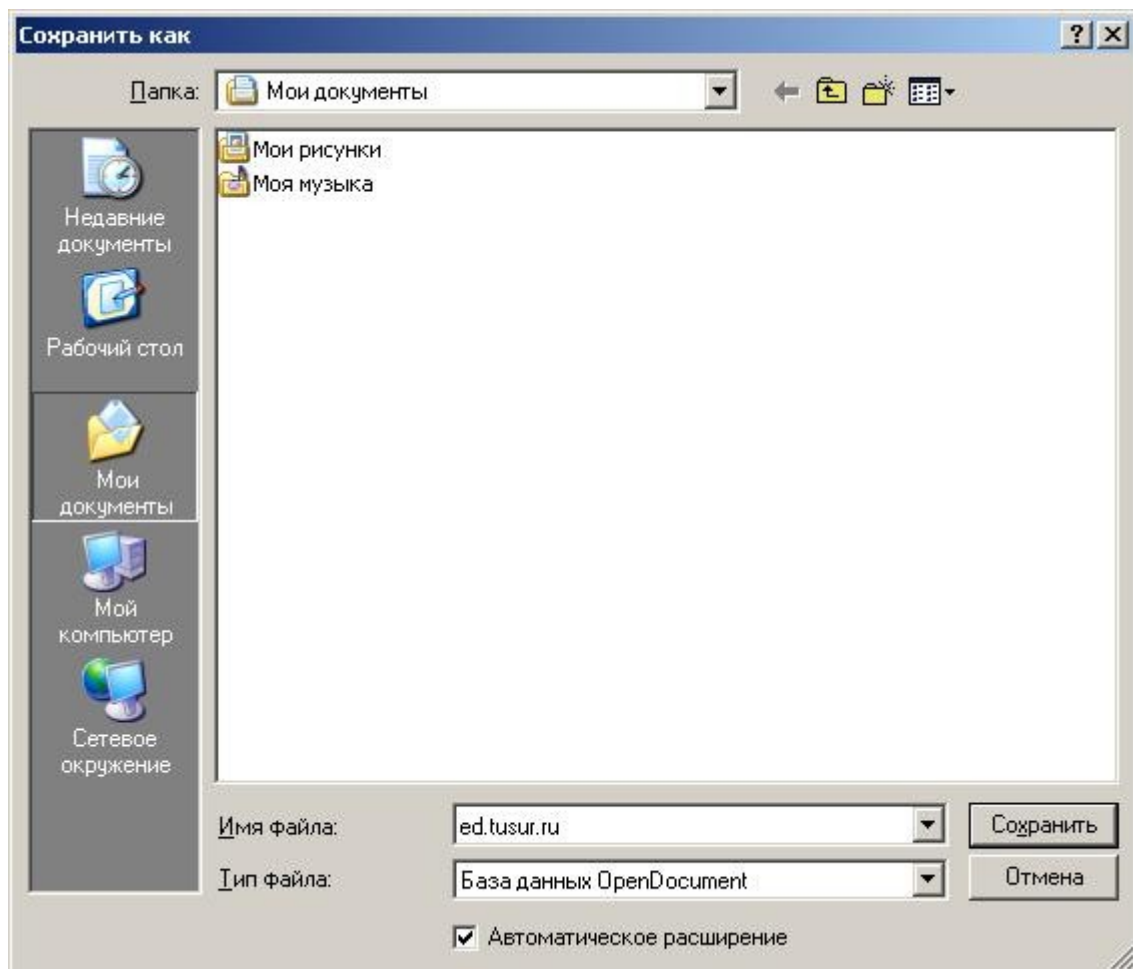 Сохранить как
Папка:
Мои документы
Мои рисунки
Моя музыка
Недавние
документы
Рабочий стол
Мои
документы
Мой
компьютер
Сетевое
окружение
Имя файла:
ed.tusur.ru
Сохранить
Тип файла:
База данных OpenDocument
Отмена
Автоматическое расширение